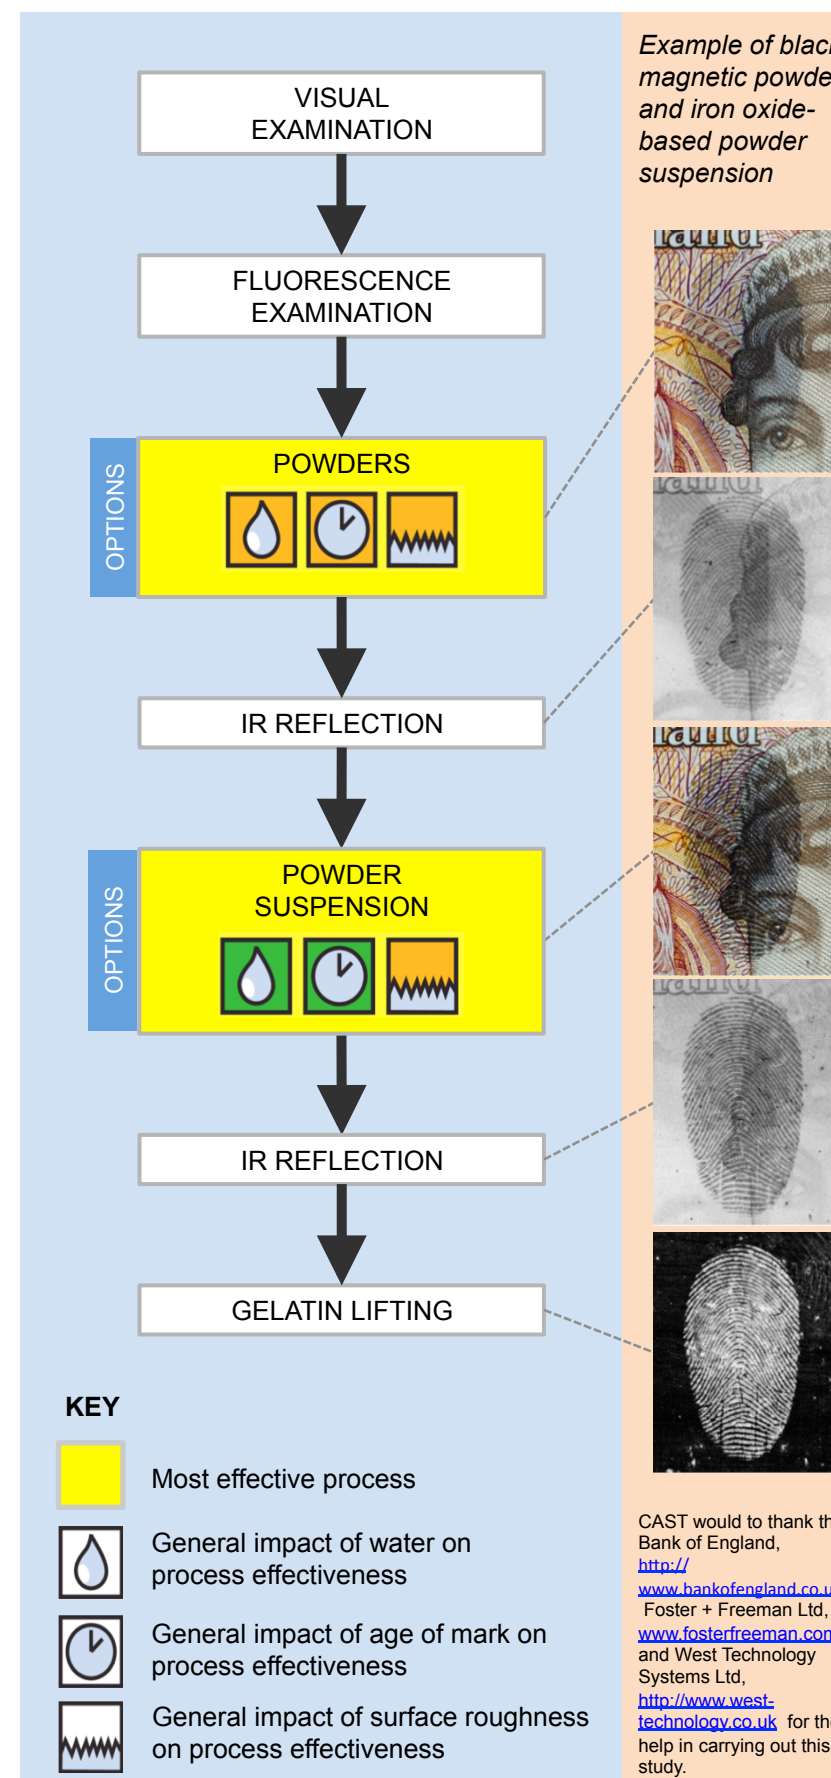 VISUAL
EXAMINATION
FLUORESCENCE
EXAMINATION
OPTIONS
POWDERS
IR REFLECTION
OPTIONS
POWDER
SUSPENSION
IR REFLECTION
GELATIN LIFTING
KEY
Most effective process
General impact of water on
process effectiveness
General impact of age of mark on
process effectiveness
General impact of surface roughness
on process effectiveness
Example of blac
magnetic powde
and iron oxide-
based powder
suspension
CAST would to thank th
Bank of England,
http://
www.bankofengland.co.u
Foster + Freeman Ltd,
www.fosterfreeman.com
and West Technology
Systems Ltd,
http://www.west-
technology.co.uk for the
help in carrying out this
study.